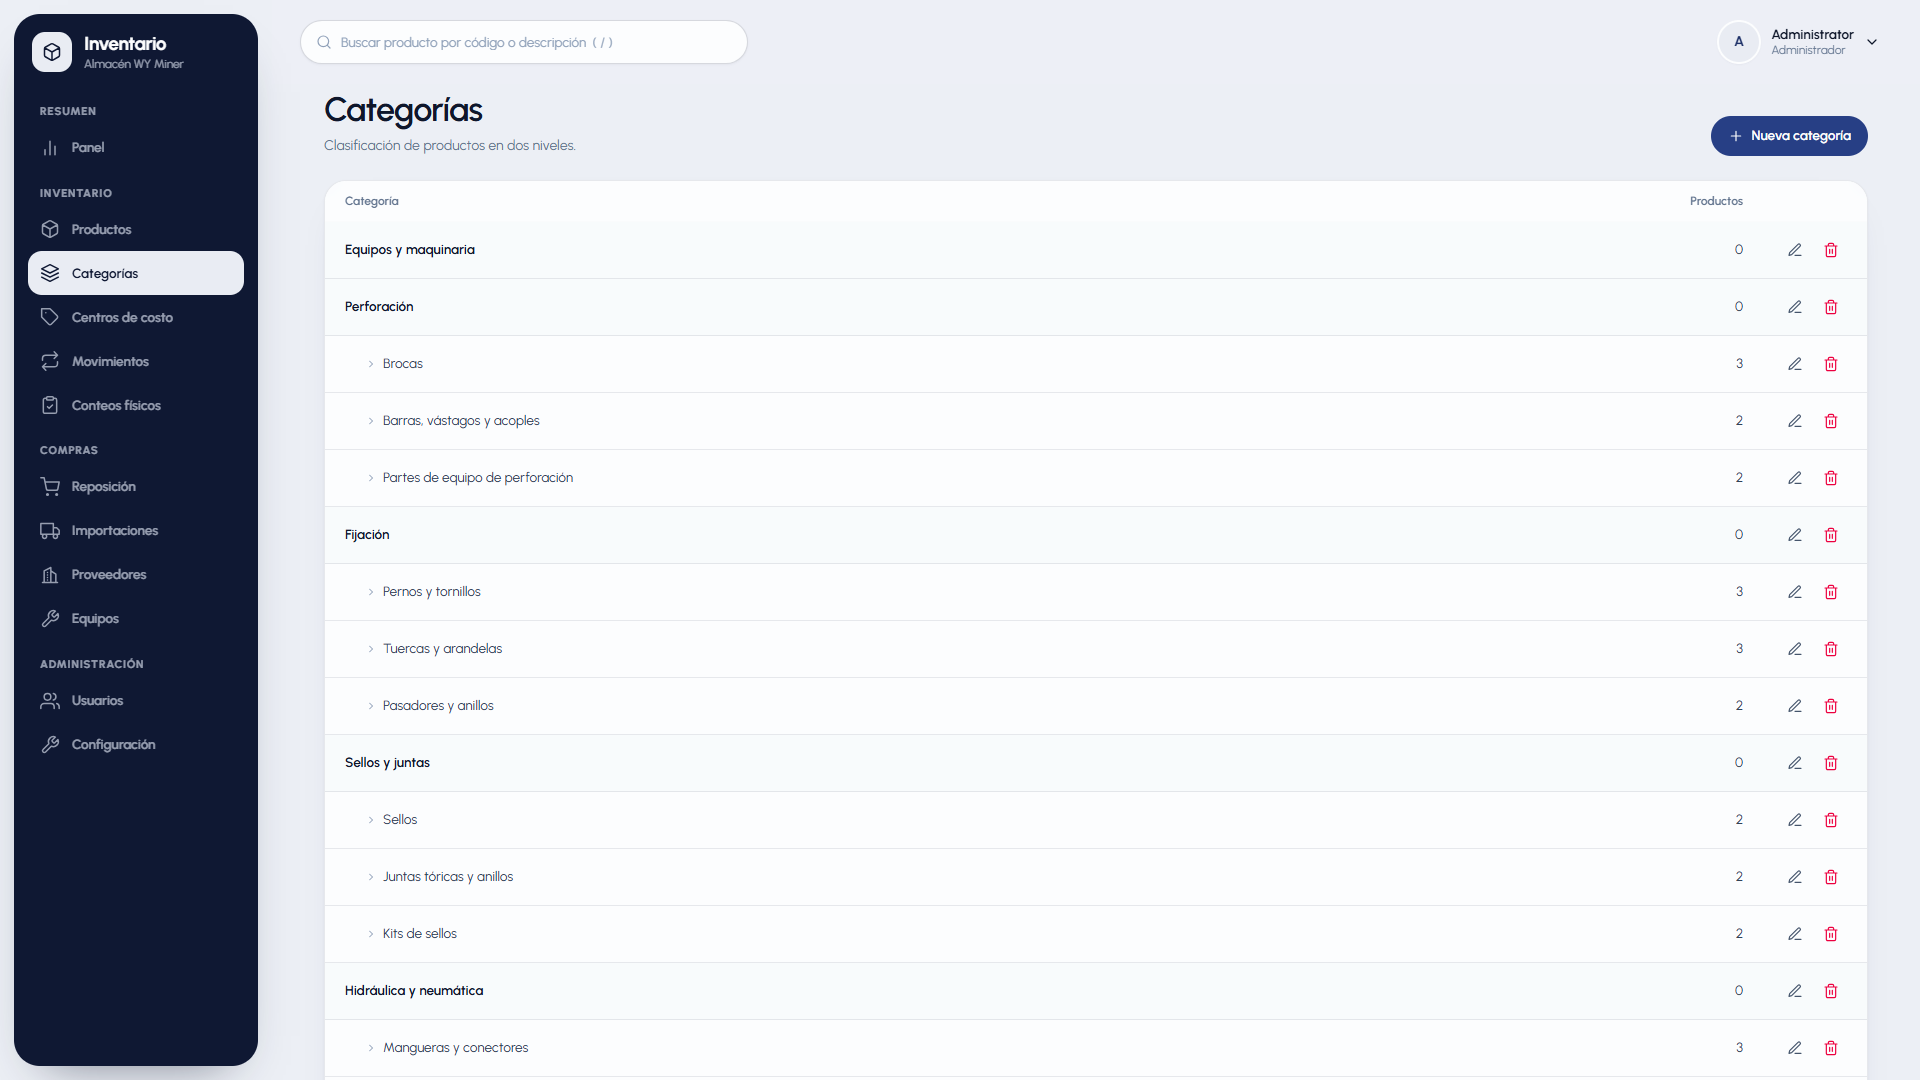 Inventario
Almacén WY Miner
RESUMEN
Panel
INVENTARIO
Productos
Categorías
Centros de costo
Movimientos
Conteos físicos
COMPRAS
Reposición
Importaciones
Proveedores
Equipos
ADMINISTRACIÓN
Usuarios
Configuración
Buscar producto por código o descripción ( / )
A
Administrator
Administrador
Categorías
Clasificación de productos en dos niveles.
Nueva categoría
Categoría Productos
Equipos y maquinaria 0
Perforación 0
Brocas 3
Barras, vástagos y acoples 2
Partes de equipo de perforación 2
Fijación 0
Pernos y tornillos 3
Tuercas y arandelas 3
Pasadores y anillos 2
Sellos y juntas 0
Sellos 2
Juntas tóricas y anillos 2
Kits de sellos 2
Hidráulica y neumática 0
Mangueras y conectores 3